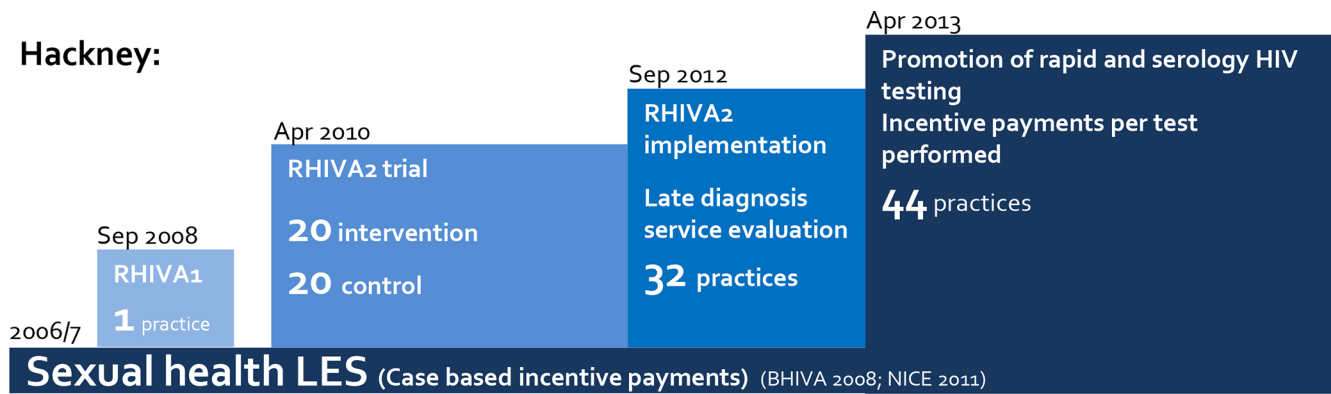 Hackney:
2006/7
Sep 2008
RHIVA1
1 practice
Apr 2010
RHIVA2 trial
20 intervention
20 control
Sep 2012
RHIVA2
implementation
Late diagnosis
service evaluation
32 practices
Apr 2013
Promotion of rapid and serology HIV
testing
Incentive payments per test
performed
44 practices
Sexual health LES (Case based incentive payments) (BHIVA 2008; NICE 2011)